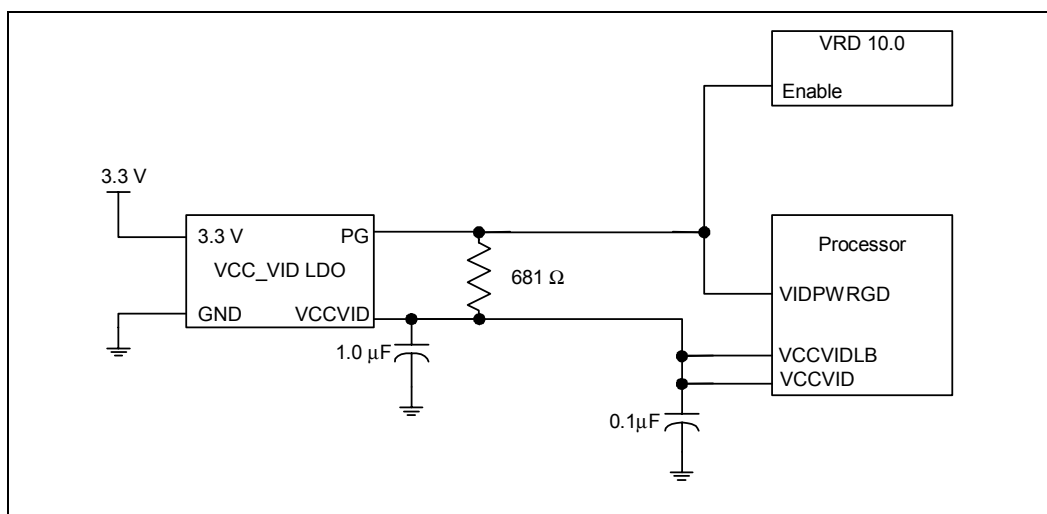 VRD 10.0
Enable
3.3 V
3.3 V
PG
VCC_VID LDO
GND
VCCVID
681 Ω
1.0 μF
Processor
VIDPWRGD
VCCVIDLB
VCCVID
0.1μF